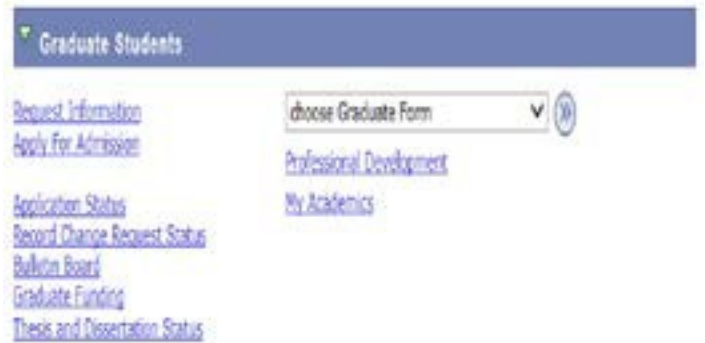 Graduate Students
Request Information
Apply For Admission
Application Status
Record Change Request Status
Bulletin Board
Graduate Funding
Thesis and Dissertation Status
choose Graduate Form
Professional Development
My Academics